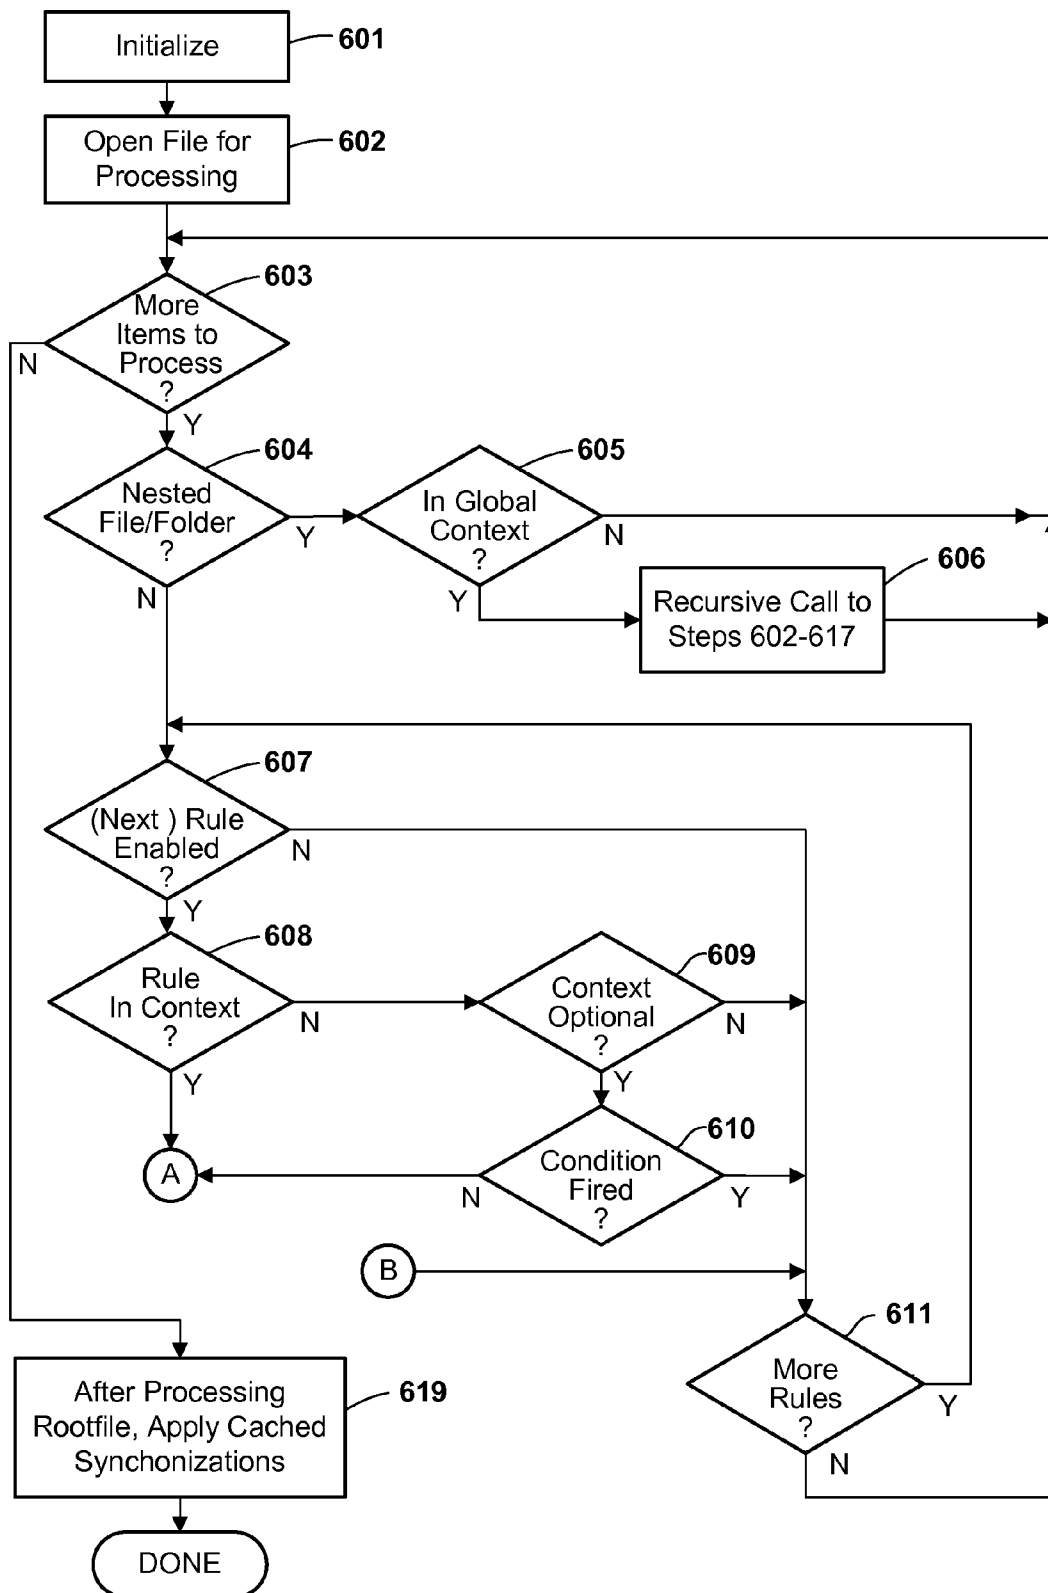 Initialize
601
Open File for
Processing
602
603
More
Items to
Process
?
N
Y
604
Nested
File/Folder
?
Y
N
605
In Global
Context
?
N
Y
606
Recursive Call to
Steps 602-617
607
(Next ) Rule
Enabled
?
N
Y
608
Rule
In Context
?
N
Y
609
Context
Optional
?
N
Y
A
610
Condition
Fired
?
N
Y
B
611
More
Rules
?
Y
N
After Processing
Rootfile, Apply Cached
Synchonizations
619
DONE